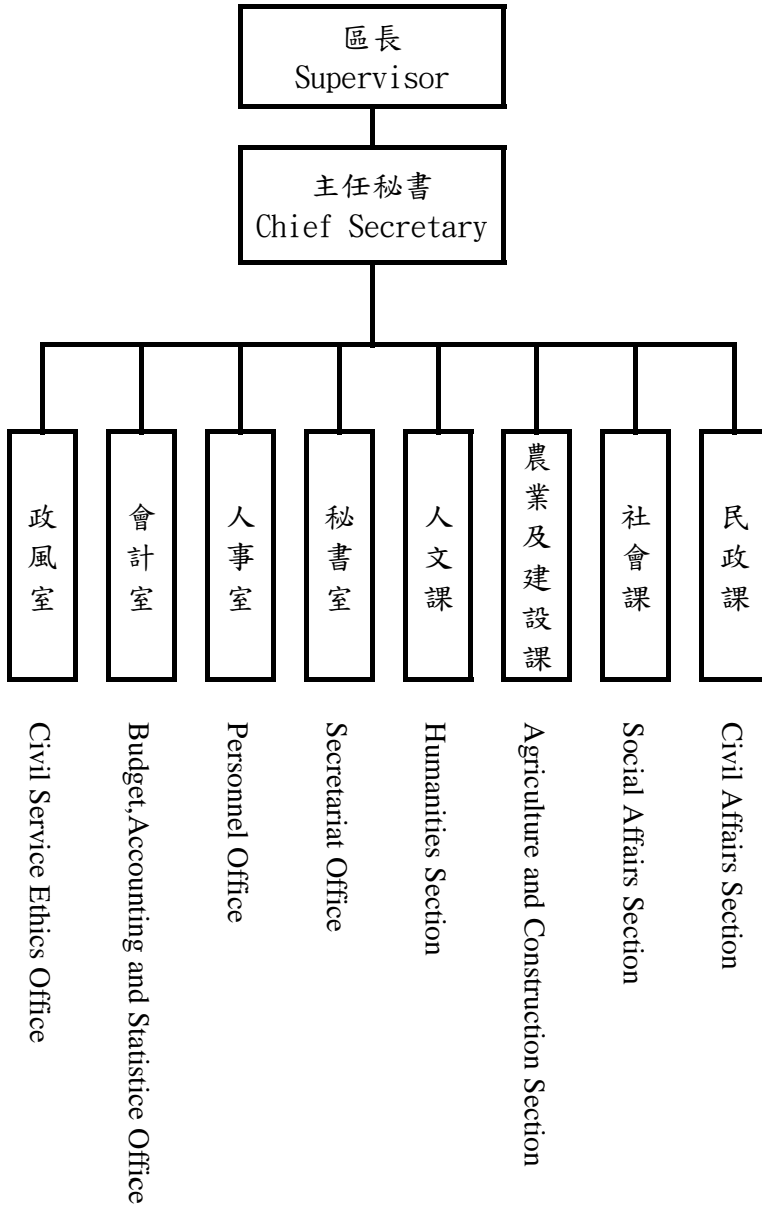 區長
Supervisor
主任秘書
Chief Secretary
政風室
會計室
人事室
秘書室
人文課
農業及建設課
社會課
民政課
Civil Service Ethics Office
Budget,Accounting and Statistice Office
Personnel Office
Secretariat Office
Humanities Section
Agriculture and Construction Section
Social Affairs Section
Civil Affairs Section